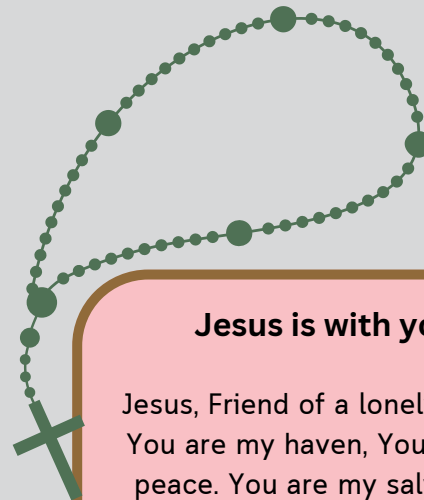 Jesus is with
Jesus, Friend of a
You are my haven, You
peace. You are my